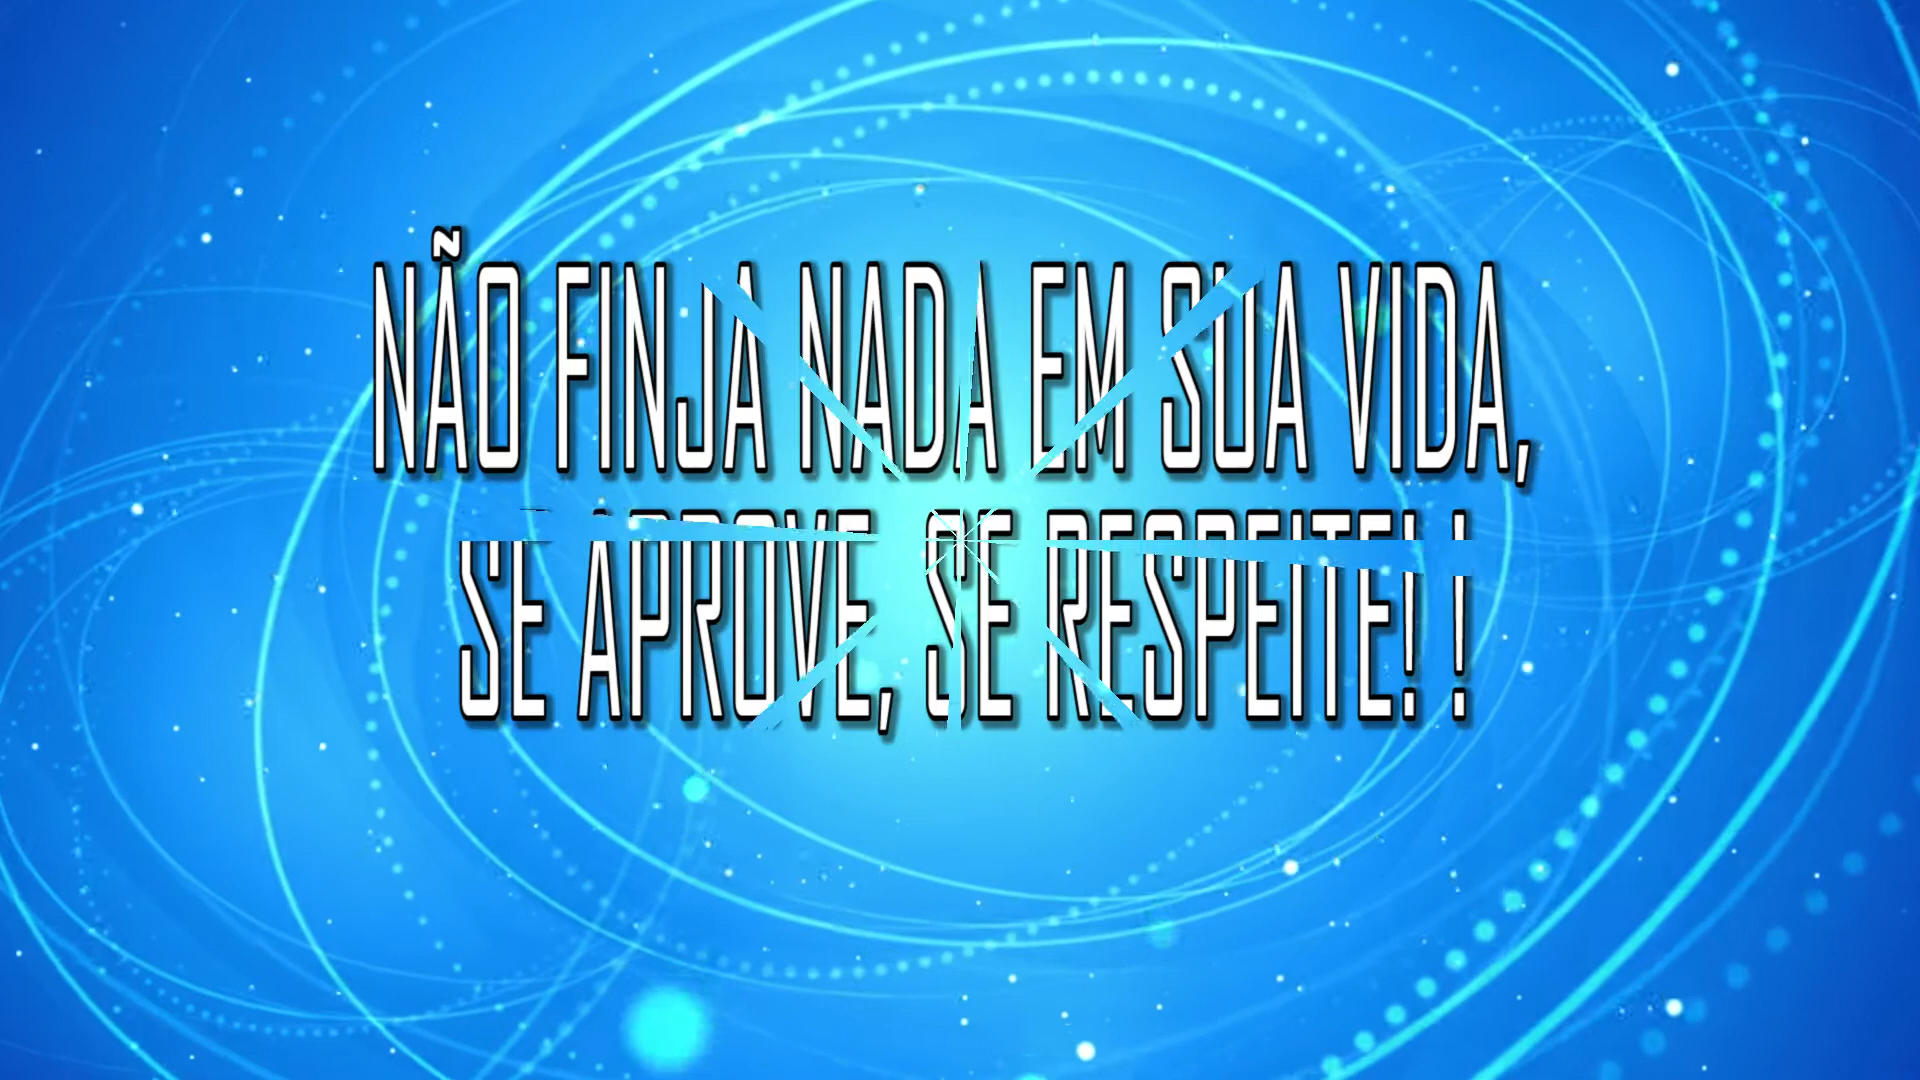 NÃO FINJA NADA EM SUA VIDA,
SE APROVE, SE RESPEITE! !